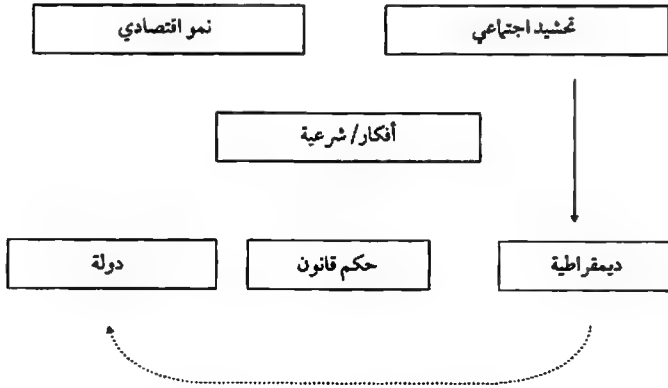 تحشيد اجتماعي
نمو اقتصادي
أفكار/ شرعية
ديمقراطية
حكم قانون
دولة